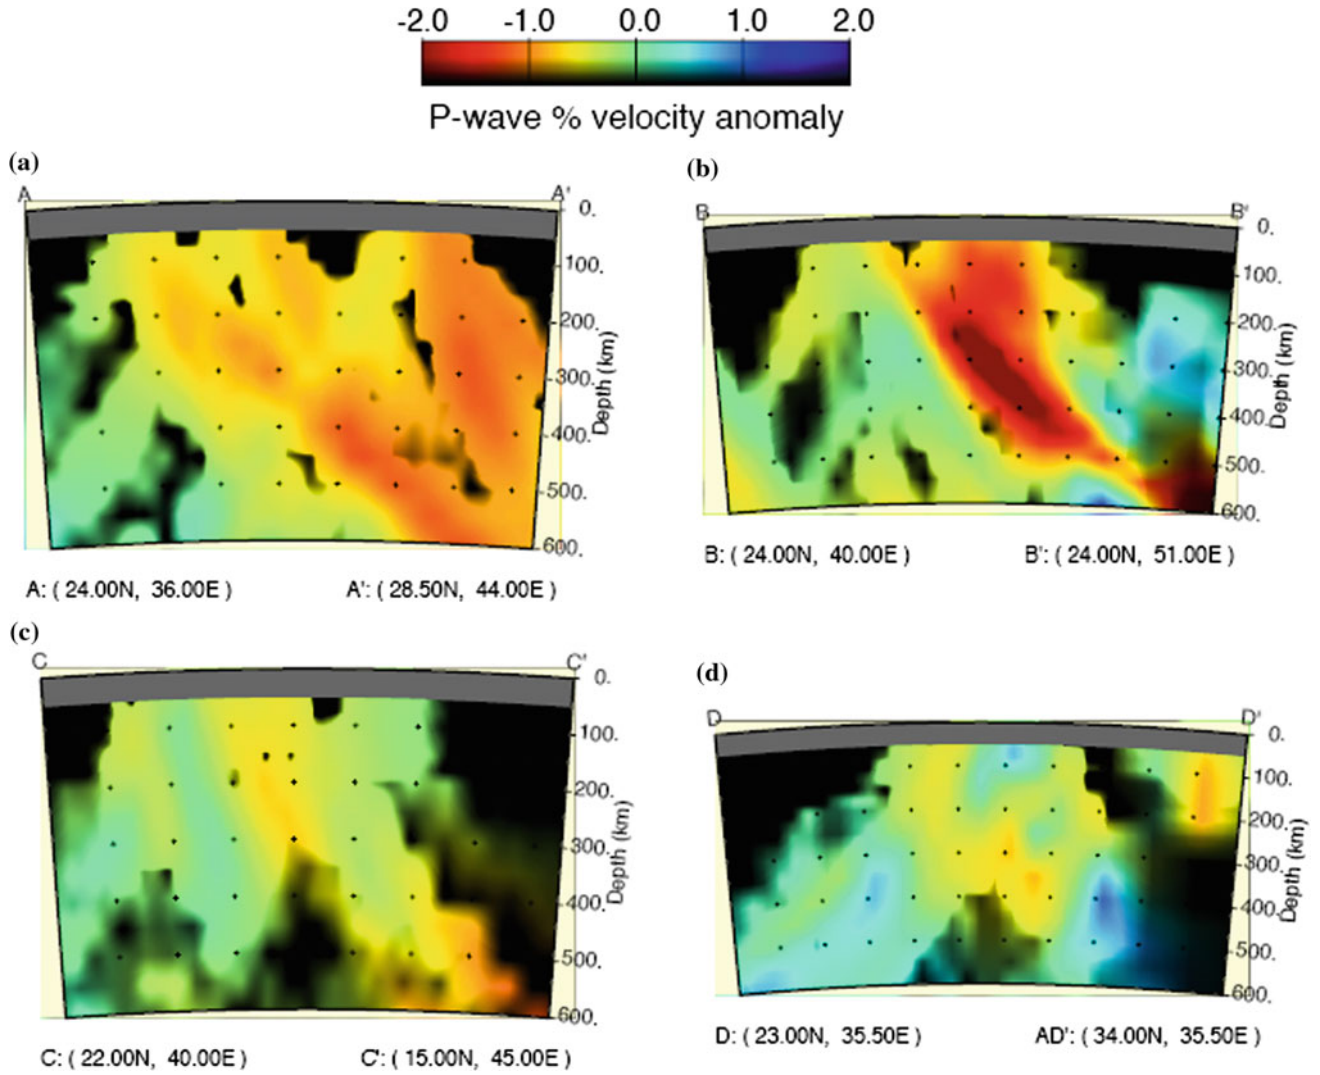 -2.0 -1.0 0.0 1.0 2.0
P-wave % velocity anomaly
(a)
A A'
0.
100.
200.
300.
400.
500.
600.
Depth (km)
A: ( 24.00N, 36.00E ) A': ( 28.50N, 44.00E )
(b)
B B'
0.
100.
200.
300.
400.
500.
600.
Depth (km)
B: ( 24.00N, 40.00E ) B': ( 24.00N, 51.00E )
(c)
C C'
0.
100.
200.
300.
400.
500.
600.
Depth (km)
C: ( 22.00N, 40.00E ) C': ( 15.00N, 45.00E )
(d)
D D'
0.
100.
200.
300.
400.
500.
600.
Depth (km)
D: ( 23.00N, 35.50E ) AD': ( 34.00N, 35.50E )